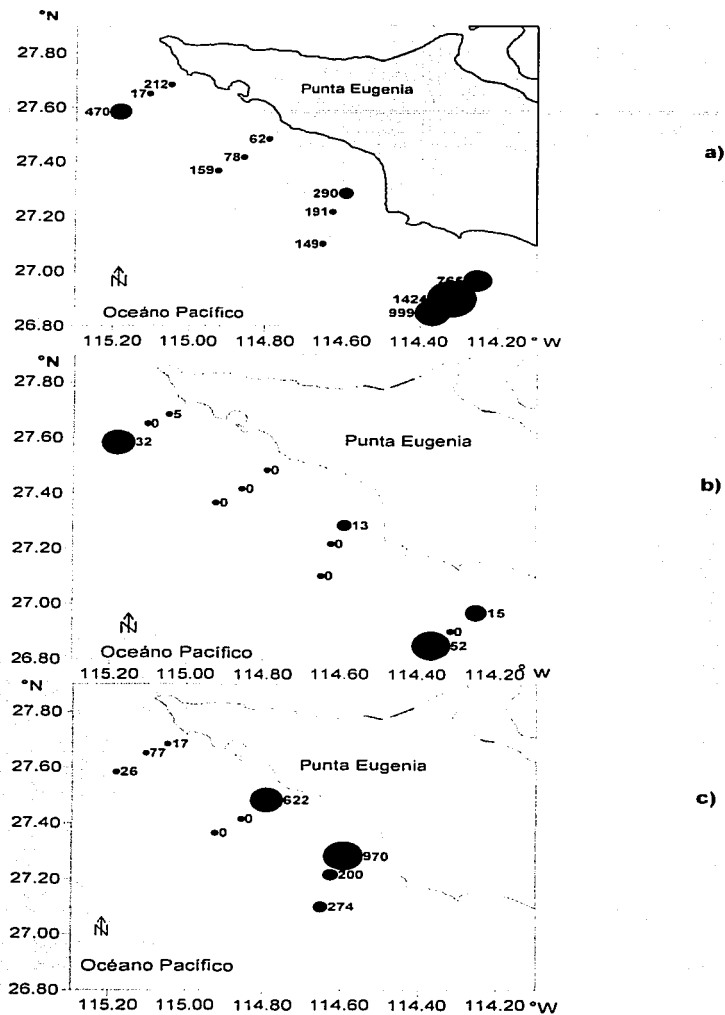 °N
27.80
Punta Eugenia
212
17
27.60
470
62
a)
27.40
78
159
290
27.20
191
149
27.00
N
1424
999
Oceáno Pacífico
26.80
115.20 115.00 114.80 114.60 114.40 114.20 °W
°N
27.80
5
0
Punta Eugenia
27.60
32
0
b)
27.40
0
0
13
27.20
0
0
27.00
15
N
0
52
Oceáno Pacífico
26.80
115.20 115.00 114.80 114.60 114.40 114.20 °W
°N
27.80
17
77
Punta Eugenia
27.60
26
c)
622
27.40
0
0
970
27.20
200
274
27.00
N
Océano Pacífico
26.80
115.20 115.00 114.80 114.60 114.40 114.20 °W